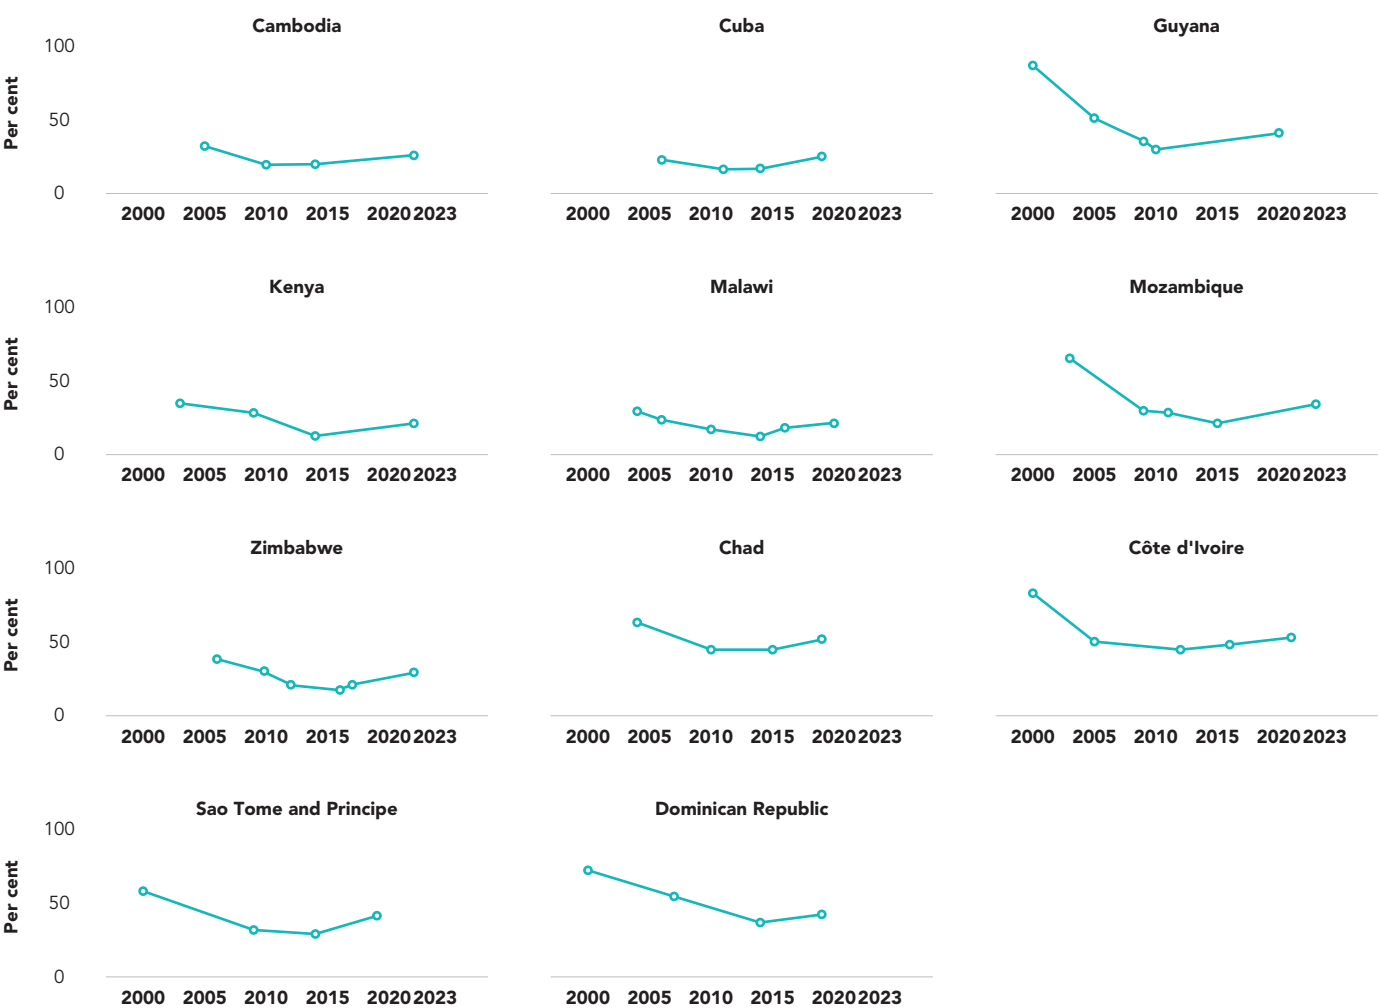 Cambodia
Cuba
Guyana
Per cent
100
50
0
2000 2005 2010 2015 2020 2023
2000 2005 2010 2015 2020 2023
2000 2005 2010 2015 2020 2023
Kenya
Malawi
Mozambique
Per cent
100
50
0
2000 2005 2010 2015 2020 2023
2000 2005 2010 2015 2020 2023
2000 2005 2010 2015 2020 2023
Zimbabwe
Chad
Côte d'Ivoire
Per cent
100
50
0
2000 2005 2010 2015 2020 2023
2000 2005 2010 2015 2020 2023
2000 2005 2010 2015 2020 2023
Sao Tome and Principe
Dominican Republic
Per cent
100
50
0
2000 2005 2010 2015 2020 2023
2000 2005 2010 2015 2020 2023